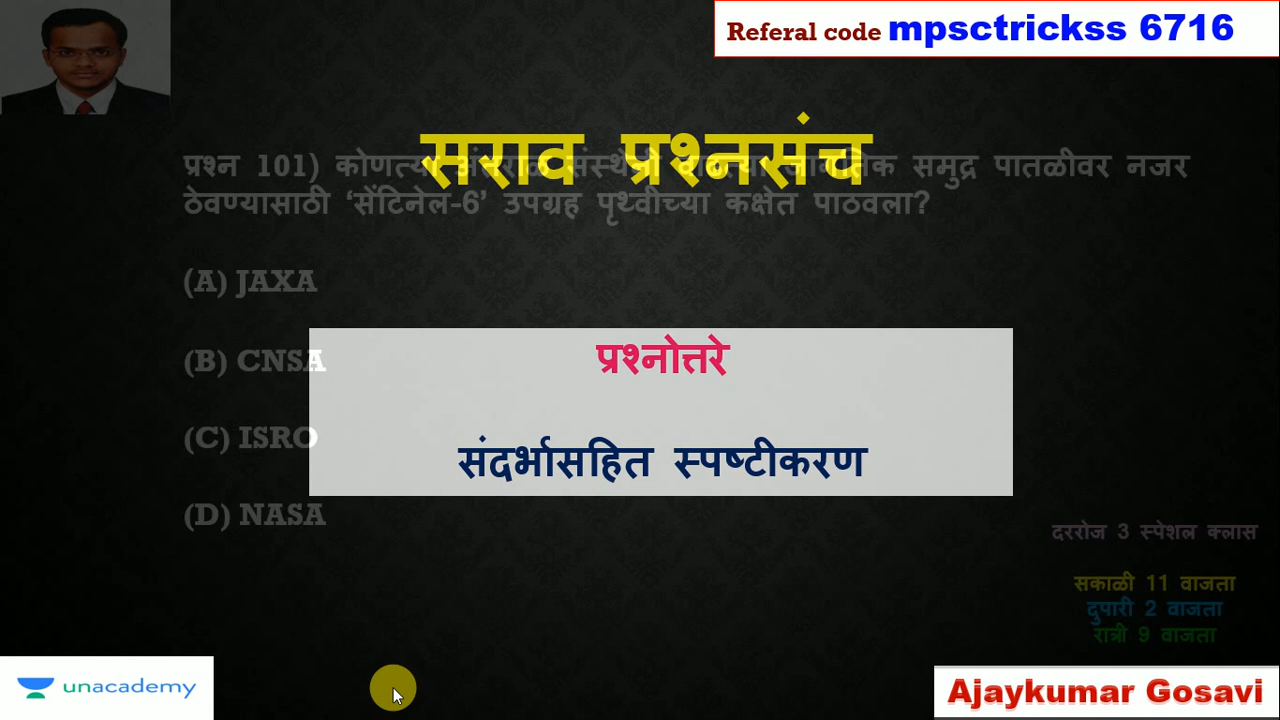 Referal code mpsctrickss 6716
सराव प्रश्नसंच
प्रश्न 101) कोणत्या जागतिक समुद्र पातळीवर नजर
ठेवण्यासाठी ‘सेंटिनेल-6’ उपग्रह पृथ्वीच्या कक्षेत पाठवला?
(A) JAXA
प्रश्नोत्तरे
(B) CNSA
(C) ISRO
संदर्भासहित स्पष्टीकरण
(D) NASA
दररोज 3 स्पेशल क्लास
सकाळी 11 वाजता
दुपारी 2 वाजता
रात्री 9 वाजता
unacademy
Ajaykumar Gosavi